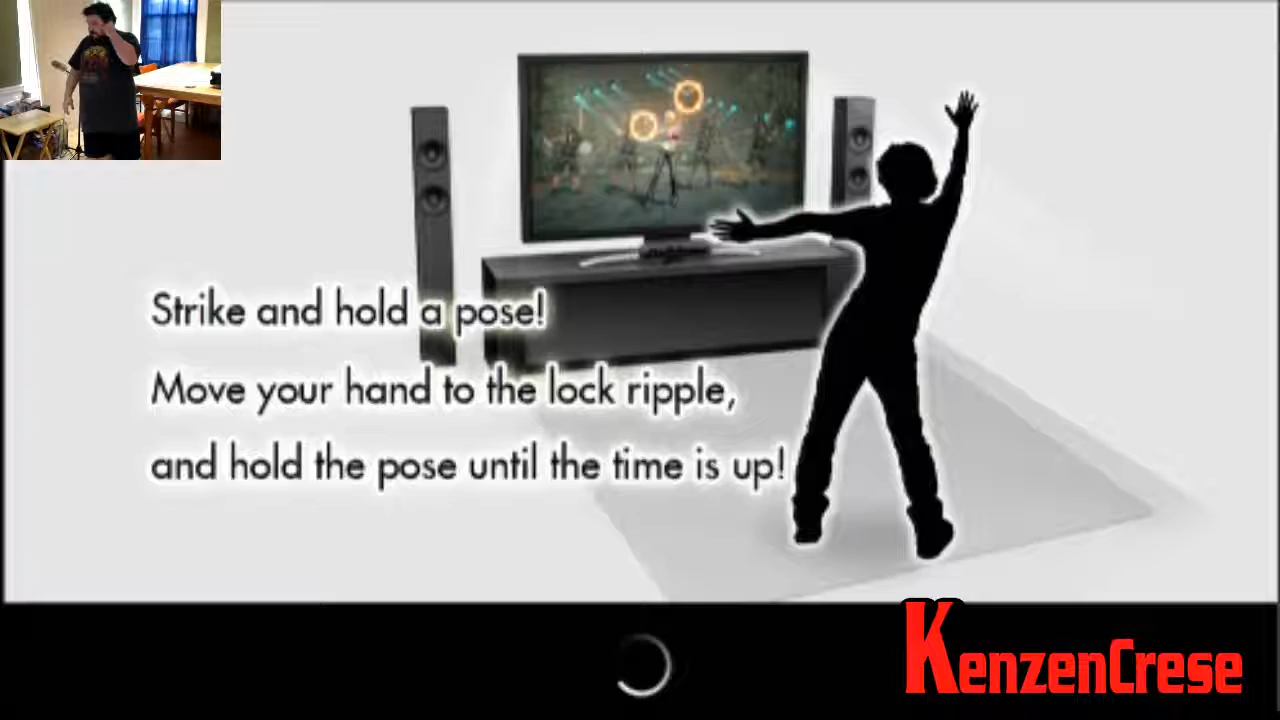 Strike and hold a pose!
Move your hand to the lock ripple,
and hold the pose until the time is up!
KenzenCrese